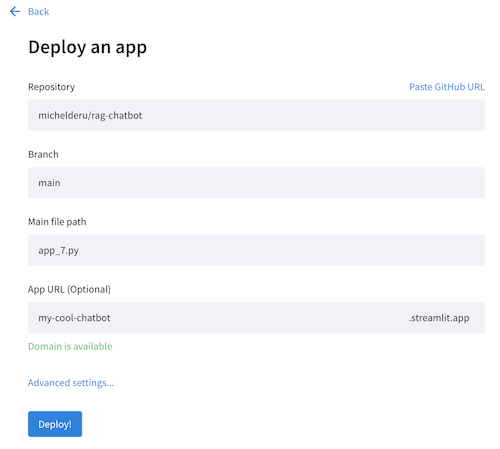 Back
Deploy an app
Repository Paste GitHub URL
michelderu/rag-chatbot
Branch
main
Main file path
app_7.py
App URL (Optional)
my-cool-chatbot .streamlit.app
Domain is available
Advanced settings...
Deploy!